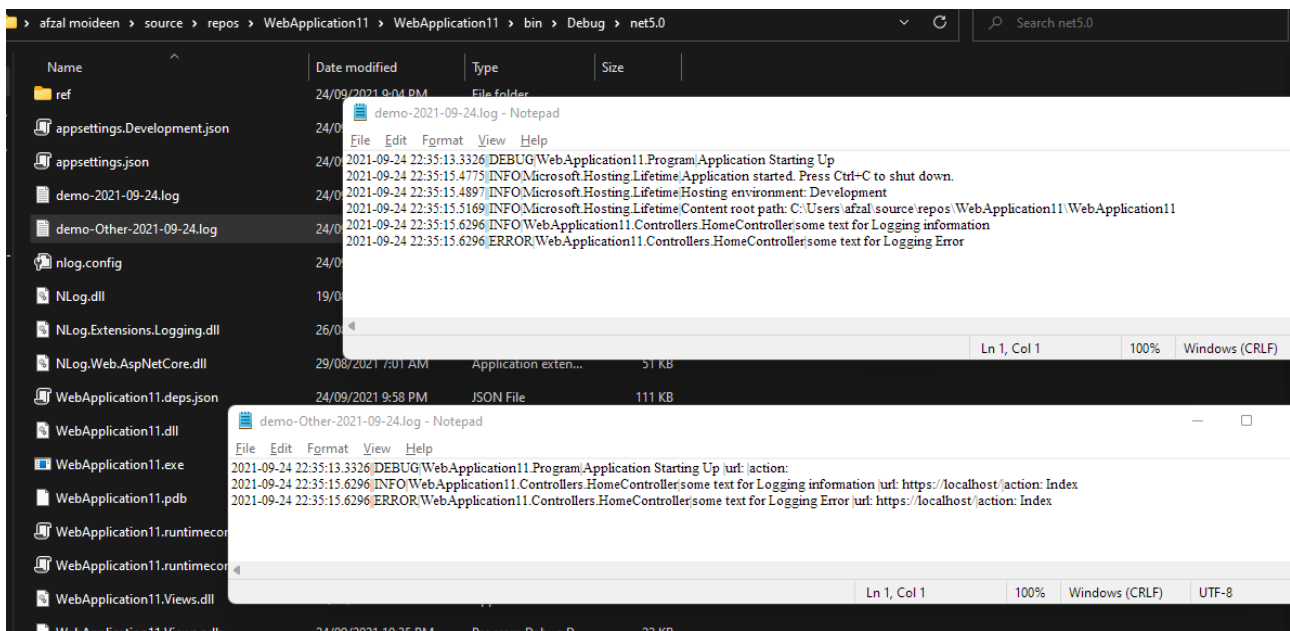 afzal moideen › source › repos › WebApplication11 › WebApplication11 › bin › Debug › net5.0 Search net5.0
Name Date modified Type Size
ref 24/09/2021 9:04 PM File folder
demo-2021-09-24.log - Notepad
appsettings.Development.json 24/0
File Edit Format View Help
appsettings.json 24/0
2021-09-24 22:35:13.3326||DEBUG|WebApplication11.Program|Application Starting Up
2021-09-24 22:35:15.4775||INFO|Microsoft.Hosting.Lifetime|Application started. Press Ctrl+C to shut down.
demo-2021-09-24.log 24/0
2021-09-24 22:35:15.4897||INFO|Microsoft.Hosting.Lifetime|Hosting environment: Development
2021-09-24 22:35:15.5169||INFO|Microsoft.Hosting.Lifetime|Content root path: C:\Users\afzal\source\repos\WebApplication11\WebApplication11
demo-Other-2021-09-24.log 24/0
2021-09-24 22:35:15.6296||INFO|WebApplication11.Controllers.HomeController|some text for Logging information
2021-09-24 22:35:15.6296||ERROR|WebApplication11.Controllers.HomeController|some text for Logging Error
nlog.config 24/0
NLog.dll 19/0
NLog.Extensions.Logging.dll 26/0
Ln 1, Col 1 100% Windows (CRLF)
NLog.Web.AspNetCore.dll 29/08/2021 7:01 AM Application exten... 51 KB
WebApplication11.deps.json 24/09/2021 9:58 PM JSON File 111 KB
demo-Other-2021-09-24.log - Notepad
WebApplication11.dll
File Edit Format View Help
WebApplication11.exe
2021-09-24 22:35:13.3326||DEBUG|WebApplication11.Program|Application Starting Up |url: |action:
2021-09-24 22:35:15.6296||INFO|WebApplication11.Controllers.HomeController|some text for Logging information |url: https://localhost/|action: Index
2021-09-24 22:35:15.6296||ERROR|WebApplication11.Controllers.HomeController|some text for Logging Error |url: https://localhost/|action: Index
WebApplication11.pdb
WebApplication11.runtimecor
WebApplication11.runtimecor
WebApplication11.Views.dll
Ln 1, Col 1 100% Windows (CRLF) UTF-8